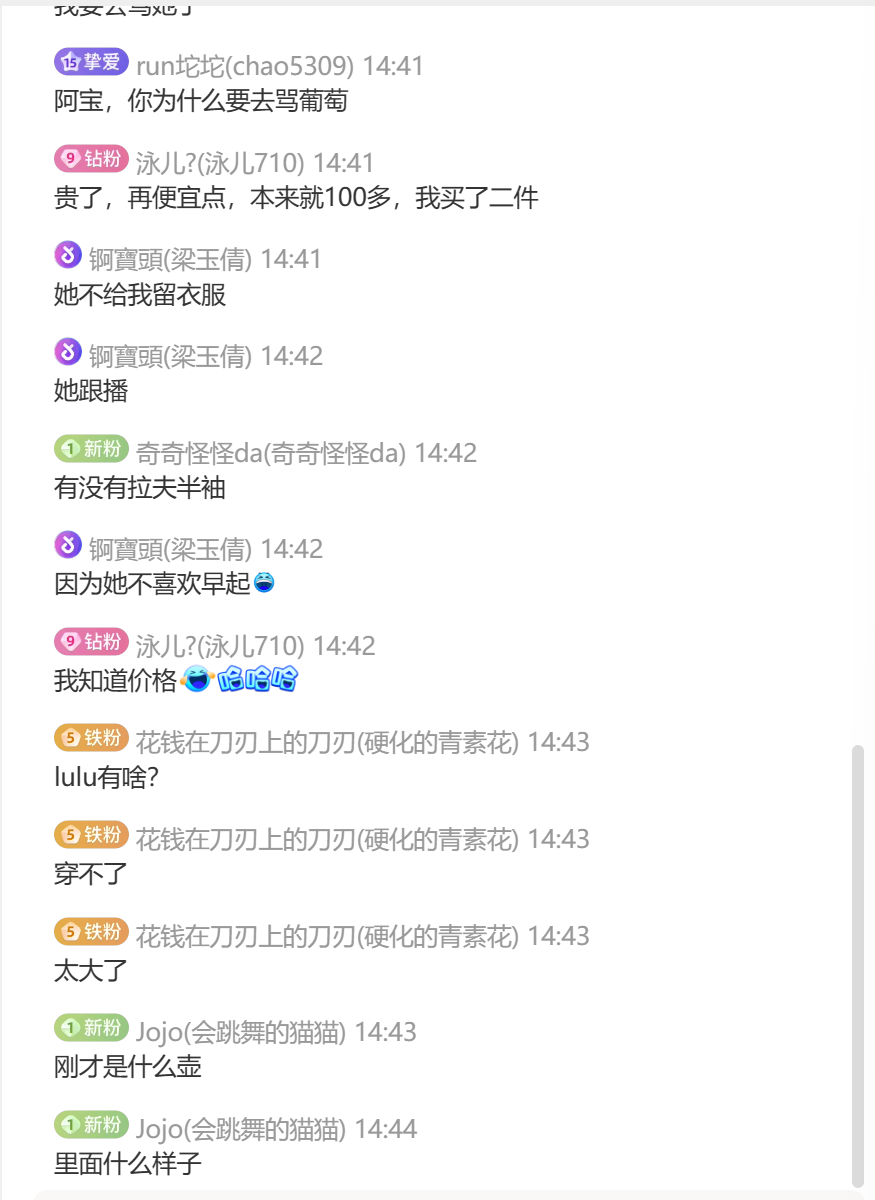 我要去骂她了
15 挚爱 run坨坨(chao5309) 14:41
阿宝，你为什么要去骂葡萄
9 钻粉 泳儿?(泳儿710) 14:41
贵了，再便宜点，本来就100多，我买了二件
锕寶頭(梁玉倩) 14:41
她不给我留衣服
锕寶頭(梁玉倩) 14:42
她跟播
1 新粉 奇奇怪怪da(奇奇怪怪da) 14:42
有没有拉夫半袖
锕寶頭(梁玉倩) 14:42
因为她不喜欢早起
9 钻粉 泳儿?(泳儿710) 14:42
我知道价格 哈哈哈
5 铁粉 花钱在刀刃上的刀刃(硬化的青素花) 14:43
lulu有啥?
5 铁粉 花钱在刀刃上的刀刃(硬化的青素花) 14:43
穿不了
5 铁粉 花钱在刀刃上的刀刃(硬化的青素花) 14:43
太大了
1 新粉 Jojo(会跳舞的猫猫) 14:43
刚才是什么壶
1 新粉 Jojo(会跳舞的猫猫) 14:44
里面什么样子